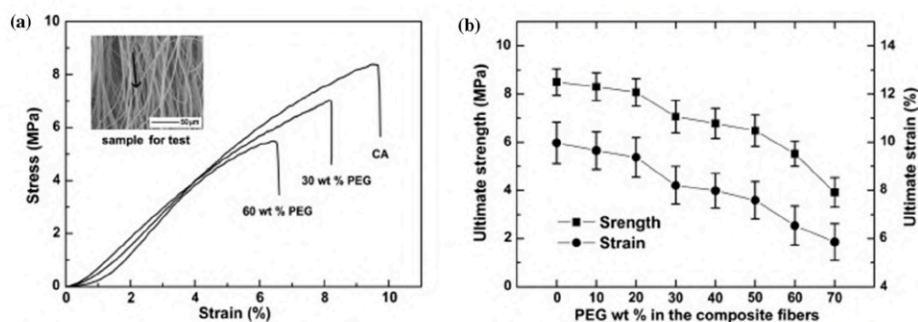 (a)
10
8
6
4
2
0
Stress (MPa)
50μm
sample for test
CA
30 wt % PEG
60 wt % PEG
0 2 4 6 8 10
Strain (%)
(b)
10
8
6
4
2
0
Ultimate strength (MPa)
Srength
Strain
0 10 20 30 40 50 60 70
PEG wt % in the composite fibers
15
14
12
10
8
6
4
Ultimate strain (%)